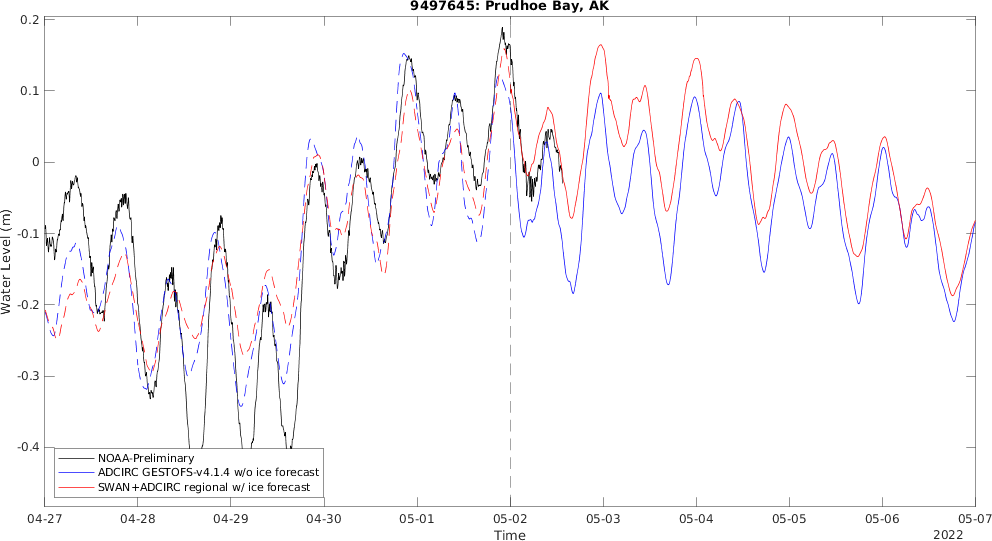 9497645: Prudhoe Bay, AK
0.2
0.1
0
-0.1
-0.2
-0.3
-0.4
Water Level (m)
NOAA-Preliminary
ADCIRC GESTOFS-v4.1.4 w/o ice forecast
SWAN+ADCIRC regional w/ ice forecast
04-27 04-28 04-29 04-30 05-01 05-02 05-03 05-04 05-05 05-06 05-07
Time
2022